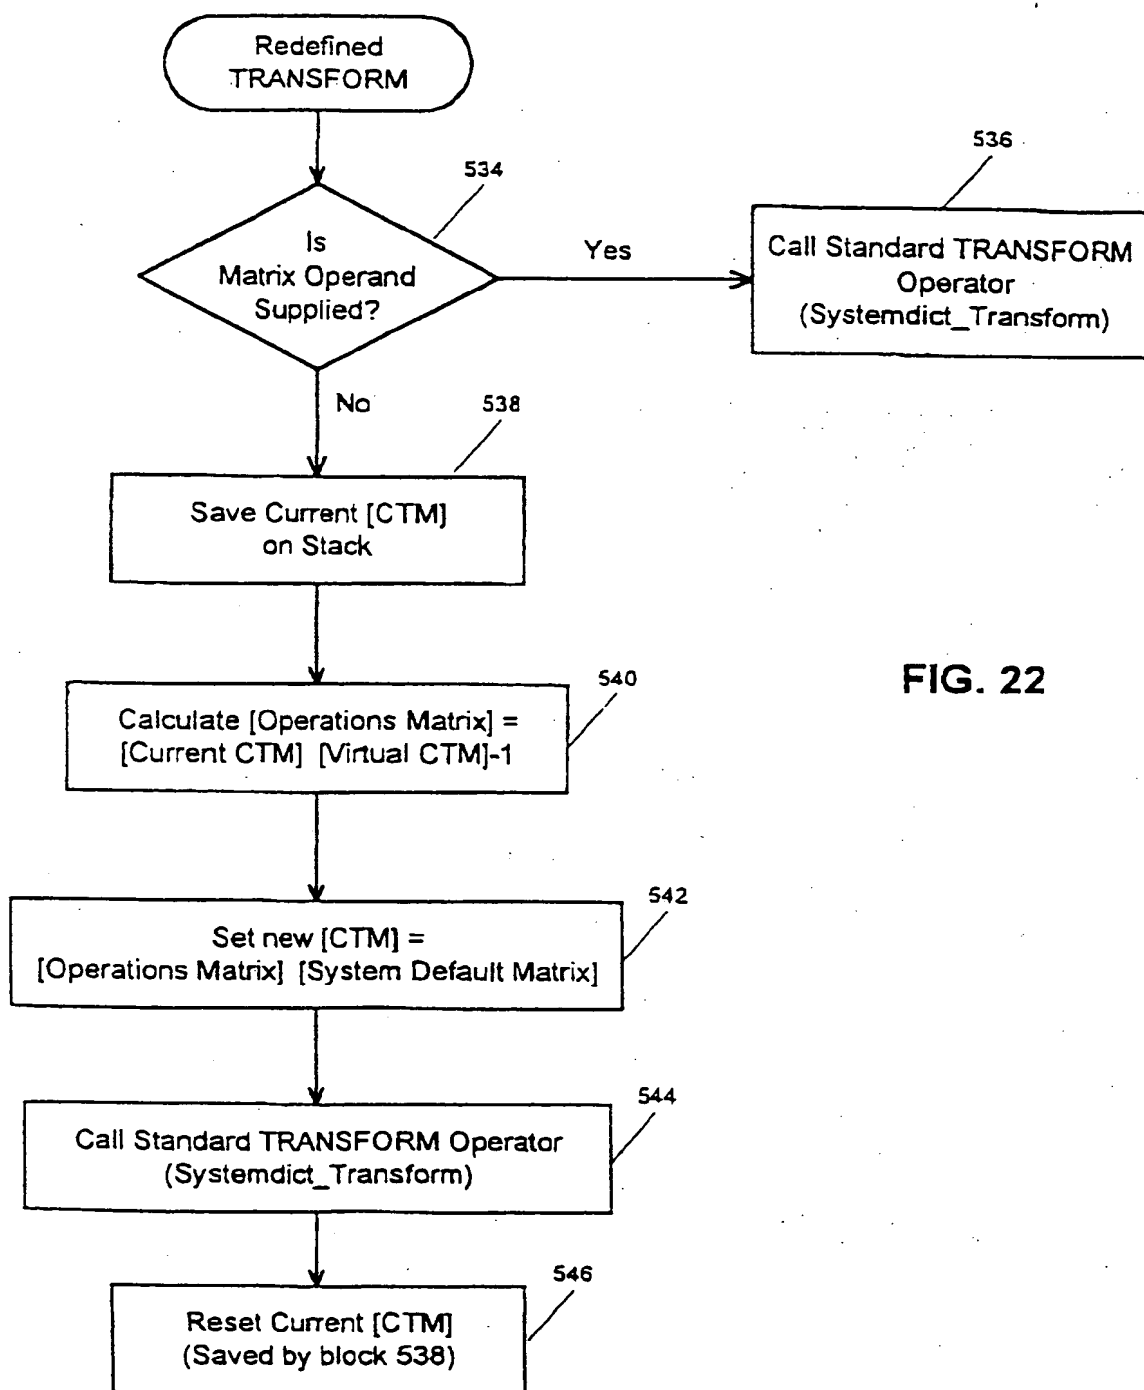 Redefined
TRANSFORM
534
Is
Matrix Operand
Supplied?
Yes
536
Call Standard TRANSFORM
Operator
(Systemdict_Transform)
No
538
Save Current [CTM]
on Stack
540
Calculate [Operations Matrix] =
[Current CTM] [Virtual CTM]-1
FIG. 22
542
Set new [CTM] =
[Operations Matrix] [System Default Matrix]
544
Call Standard TRANSFORM Operator
(Systemdict_Transform)
546
Reset Current [CTM]
(Saved by block 538)